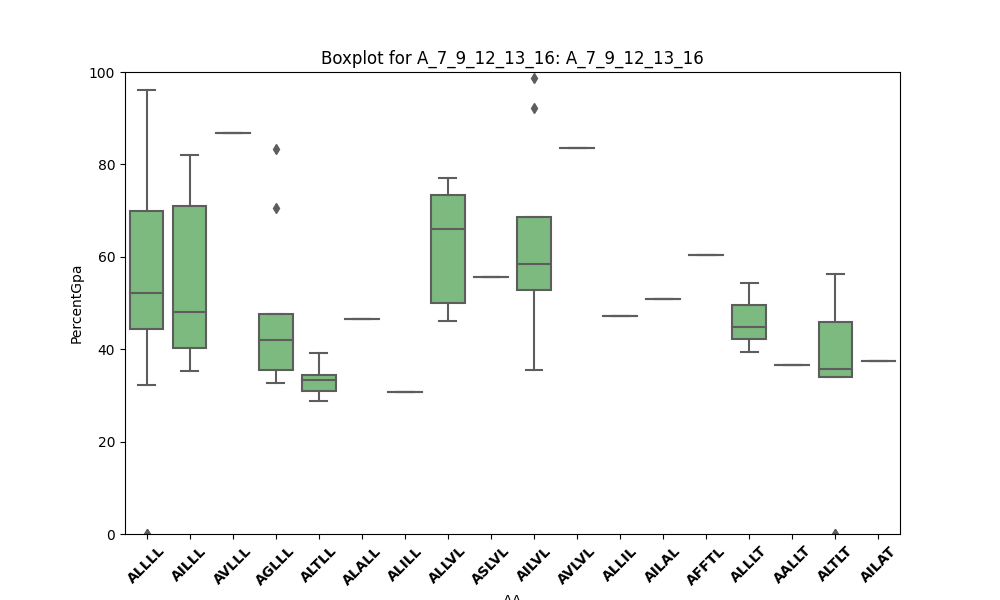 Boxplot for A_7_9_12_13_16: A_7_9_12_13_16
100
80
60
40
20
0
PercentGpa
ALLLL
AILLL
AVLLL
AGLLL
ALTLL
ALALL
ALILL
ALLVL
ASLVL
AILVL
AVLVL
ALLIL
AILAL
AFFTL
ALLLT
AALLT
ALTLT
AILAT
AA